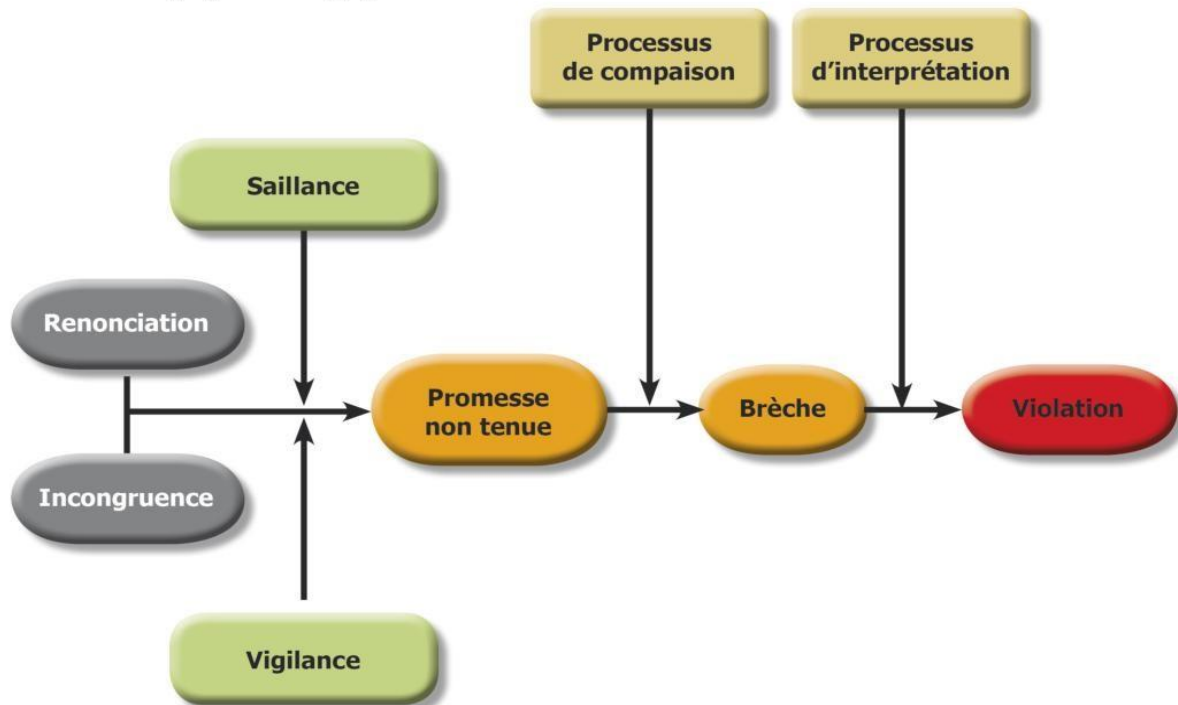 Processus
de compaison
Processus
d'interprétation
Saillance
Renonciation
Promesse
non tenue
Brèche
Violation
Incongruence
Vigilance